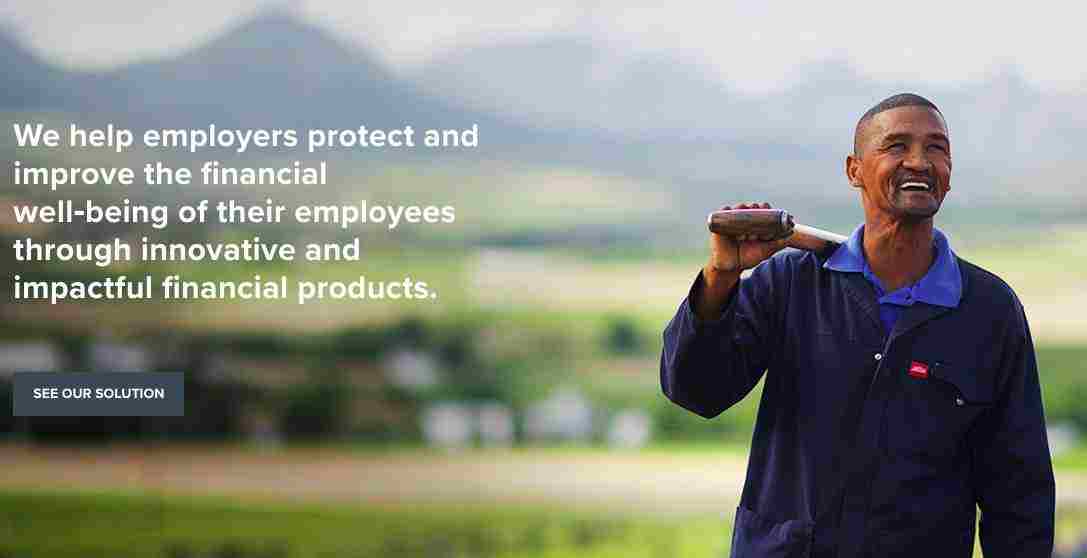 We help employers protect and
improve the financial
well-being of their employees
through innovative and
impactful financial products.
SEE OUR SOLUTION